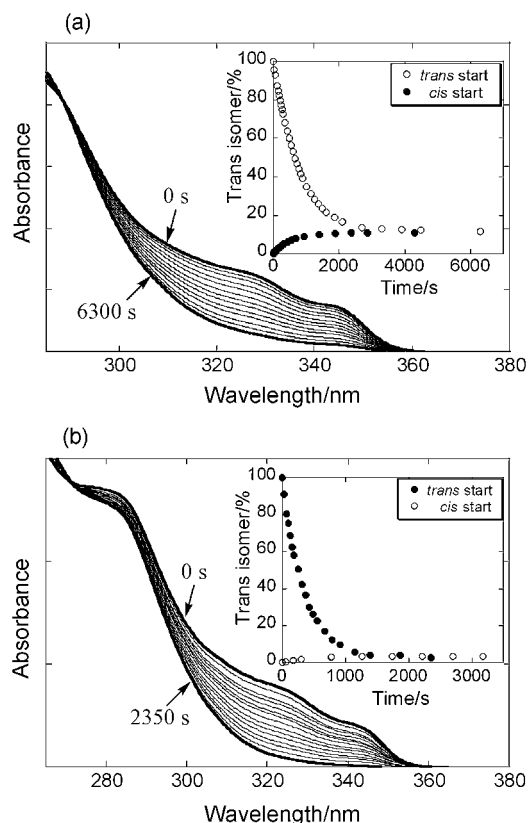 (a)
Absorbance
0 s
6300 s
300 320 340 360 380
Wavelength/nm
Trans isomer/%
100
80
60
40
20
0
0 2000 4000 6000
Time/s
trans start
cis start
(b)
Absorbance
0 s
2350 s
280 300 320 340 360 380
Wavelength/nm
Trans isomer/%
100
80
60
40
20
0
0 1000 2000 3000
Time/s
trans start
cis start